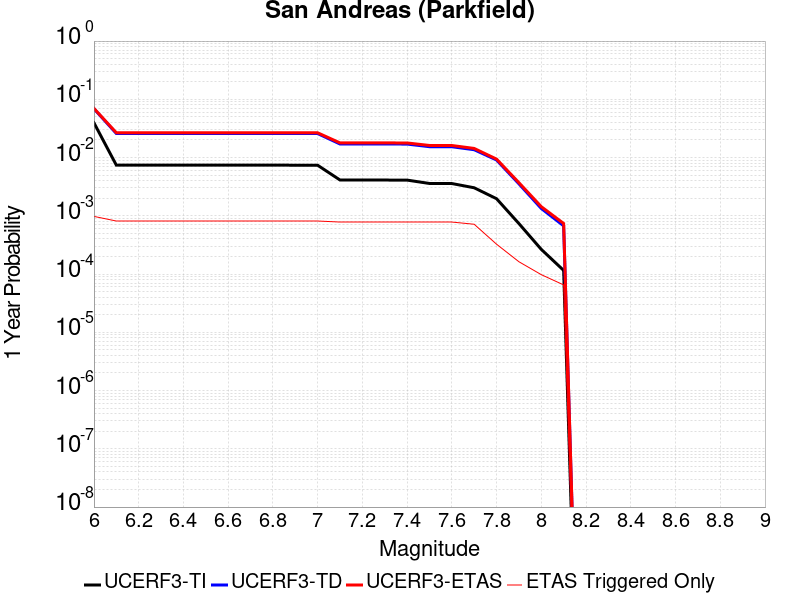 San Andreas (Parkfield)
10^0
10^-1
10^-2
10^-3
10^-4
10^-5
10^-6
10^-7
10^-8
1 Year Probability
6 6.2 6.4 6.6 6.8 7 7.2 7.4 7.6 7.8 8 8.2 8.4 8.6 8.8 9
Magnitude
UCERF3-TI UCERF3-TD UCERF3-ETAS ETAS Triggered Only